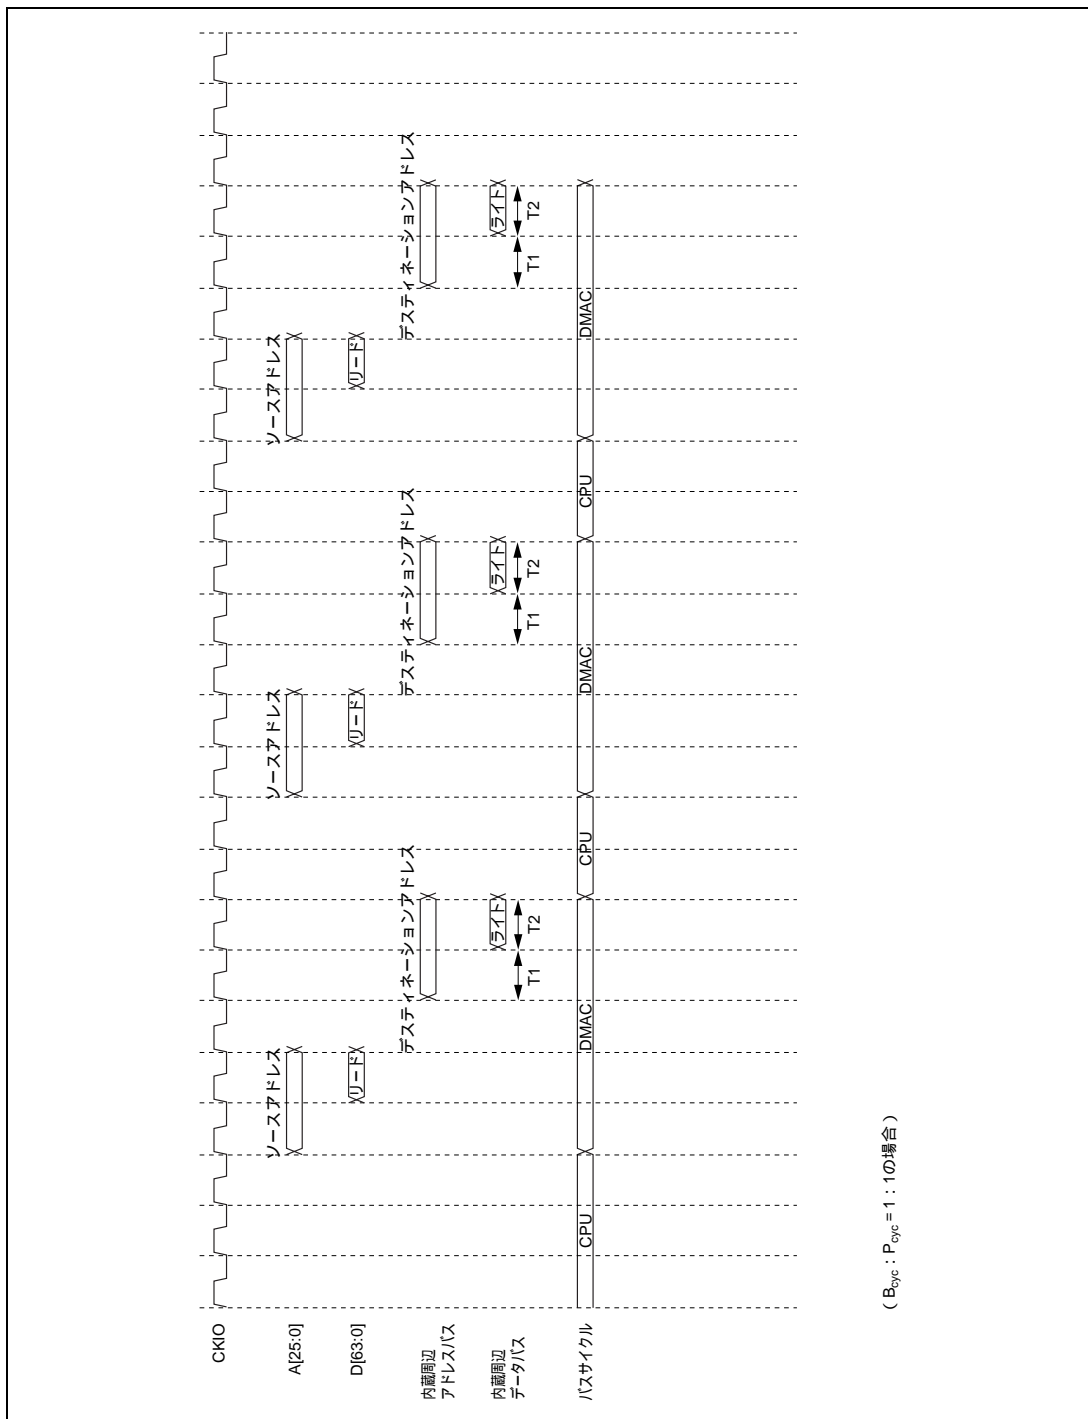 CKIO
A[25:0]
ソースアドレス
ソースアドレス
ソースアドレス
D[63:0]
リード
リード
リード
内蔵周辺
アドレスバス
デスティネーションアドレス
デスティネーションアドレス
デスティネーションアドレス
内蔵周辺
データバス
ライト
ライト
ライト
T1
T2
T1
T2
T1
T2
バスサイクル
CPU
DMAC
CPU
DMAC
CPU
DMAC
（Bcyc：Pcyc = 1：1の場合）